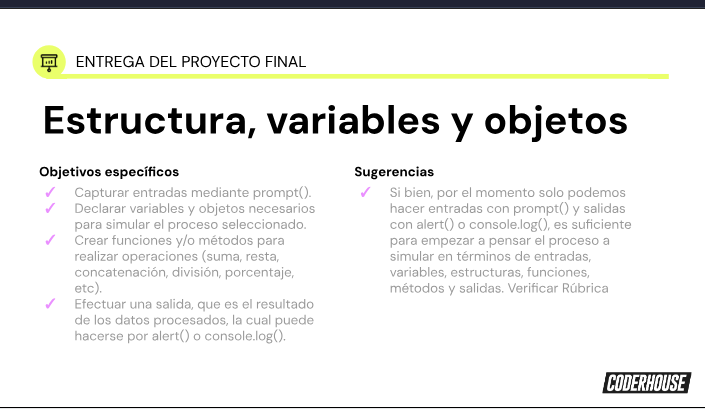 ENTREGA DEL PROYECTO FINAL
Estructura, variables y objetos
Objetivos específicos
✓ Capturar entradas mediante prompt().
✓ Declarar variables y objetos necesarios
para simular el proceso seleccionado.
✓ Crear funciones y/o métodos para
realizar operaciones (suma, resta,
concatenación, división, porcentaje,
etc).
✓ Efectuar una salida, que es el resultado
de los datos procesados, la cual puede
hacerse por alert() o console.log().
Sugerencias
✓ Si bien, por el momento solo podemos
hacer entradas con prompt() y salidas
con alert() o console.log(), es suficiente
para empezar a pensar el proceso a
simular en términos de entradas,
variables, estructuras, funciones,
métodos y salidas. Verificar Rúbrica
CODERHOUSE